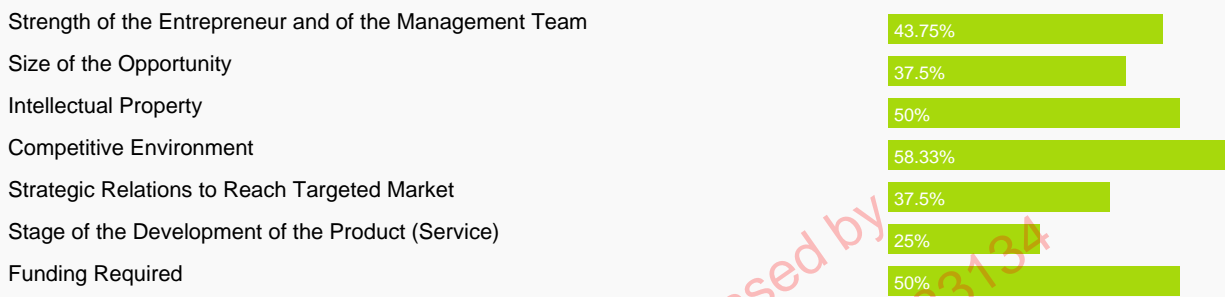 Strength of the Entrepreneur and of the Management Team 43.75%
Size of the Opportunity 37.5%
Intellectual Property 50%
Competitive Environment 58.33%
Strategic Relations to Reach Targeted Market 37.5%
Stage of the Development of the Product (Service) 25%
Funding Required 50%